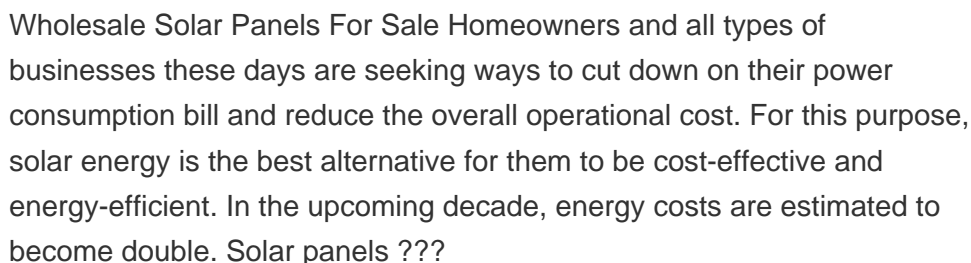 Wholesale Solar Panels For Sale Homeowners and all types of
businesses these days are seeking ways to cut down on their power
consumption bill and reduce the overall operational cost. For this purpose,
solar energy is the best alternative for them to be cost-effective and
energy-efficient. In the upcoming decade, energy costs are estimated to
become double. Solar panels ???